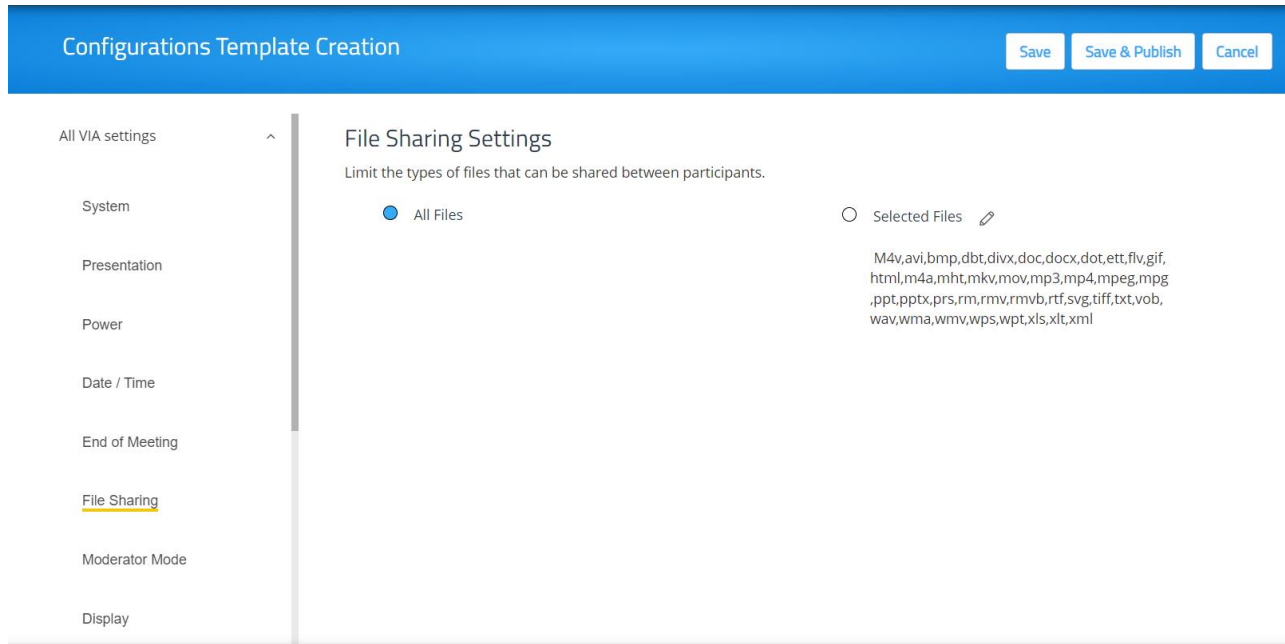 Configurations Template Creation
Save
Save & Publish
Cancel
All VIA settings
System
Presentation
Power
Date / Time
End of Meeting
File Sharing
Moderator Mode
Display
File Sharing Settings
Limit the types of files that can be shared between participants.
All Files
Selected Files
M4v,avi,bmp,dbt,divx,doc,docx,dot,ett,flv,gif,
html,m4a,mht,mkv,mov,mp3,mp4,mpeg,mpg
,ppt,pptx,prs,rm,rmv,rmvb,rtf,svg,tiff,txt,vob,
wav,wma,wmv,wps,wpt,xls,xlt,xml